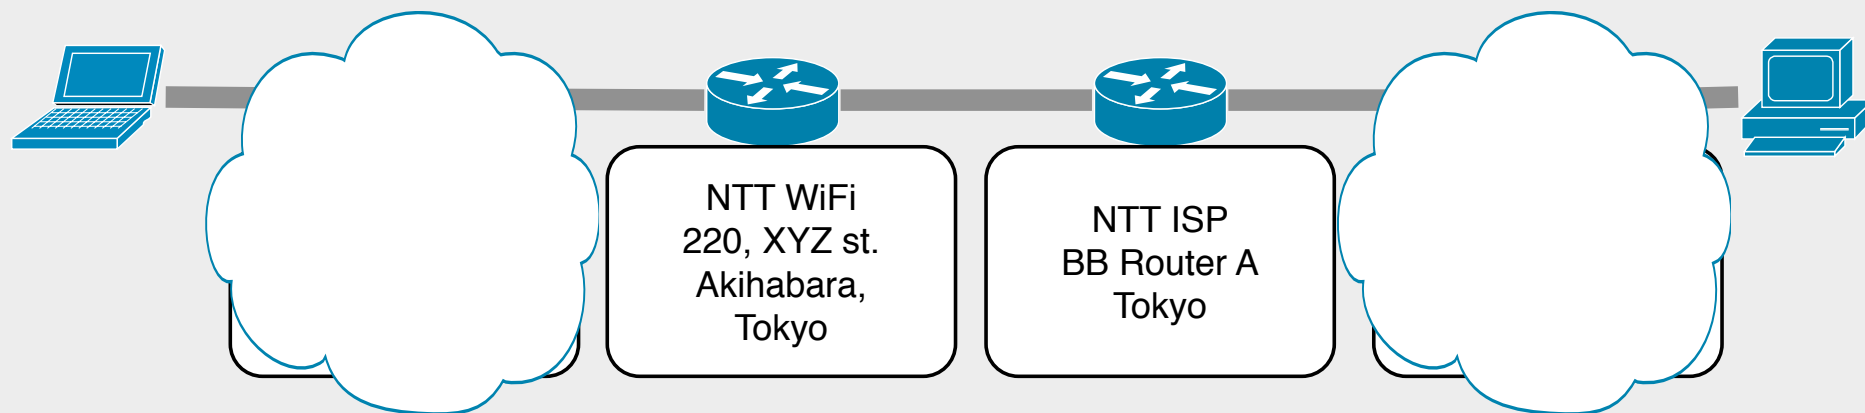 NTT WiFi
220, XYZ st.
Akihabara,
Tokyo
NTT ISP
BB Router A
Tokyo